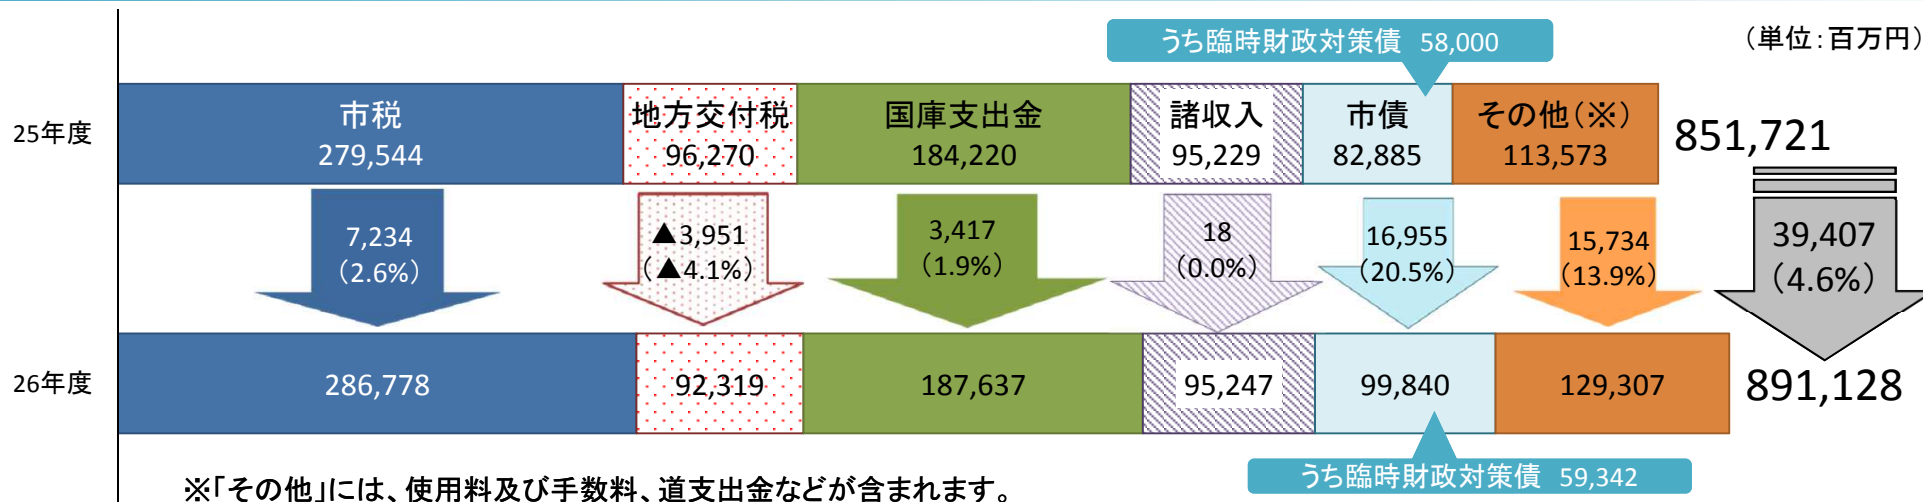 うち臨時財政対策債 58,000
（単位：百万円）
25年度
市税
279,544
地方交付税
96,270
国庫支出金
184,220
諸収入
95,229
市債
82,885
その他（※）
113,573
851,721
7,234
（2.6%）
▲3,951
（▲4.1%）
3,417
（1.9%）
18
（0.0%）
16,955
（20.5%）
15,734
（13.9%）
39,407
（4.6%）
26年度
286,778
92,319
187,637
95,247
99,840
129,307
891,128
うち臨時財政対策債 59,342
※「その他」には、使用料及び手数料、道支出金などが含まれます。